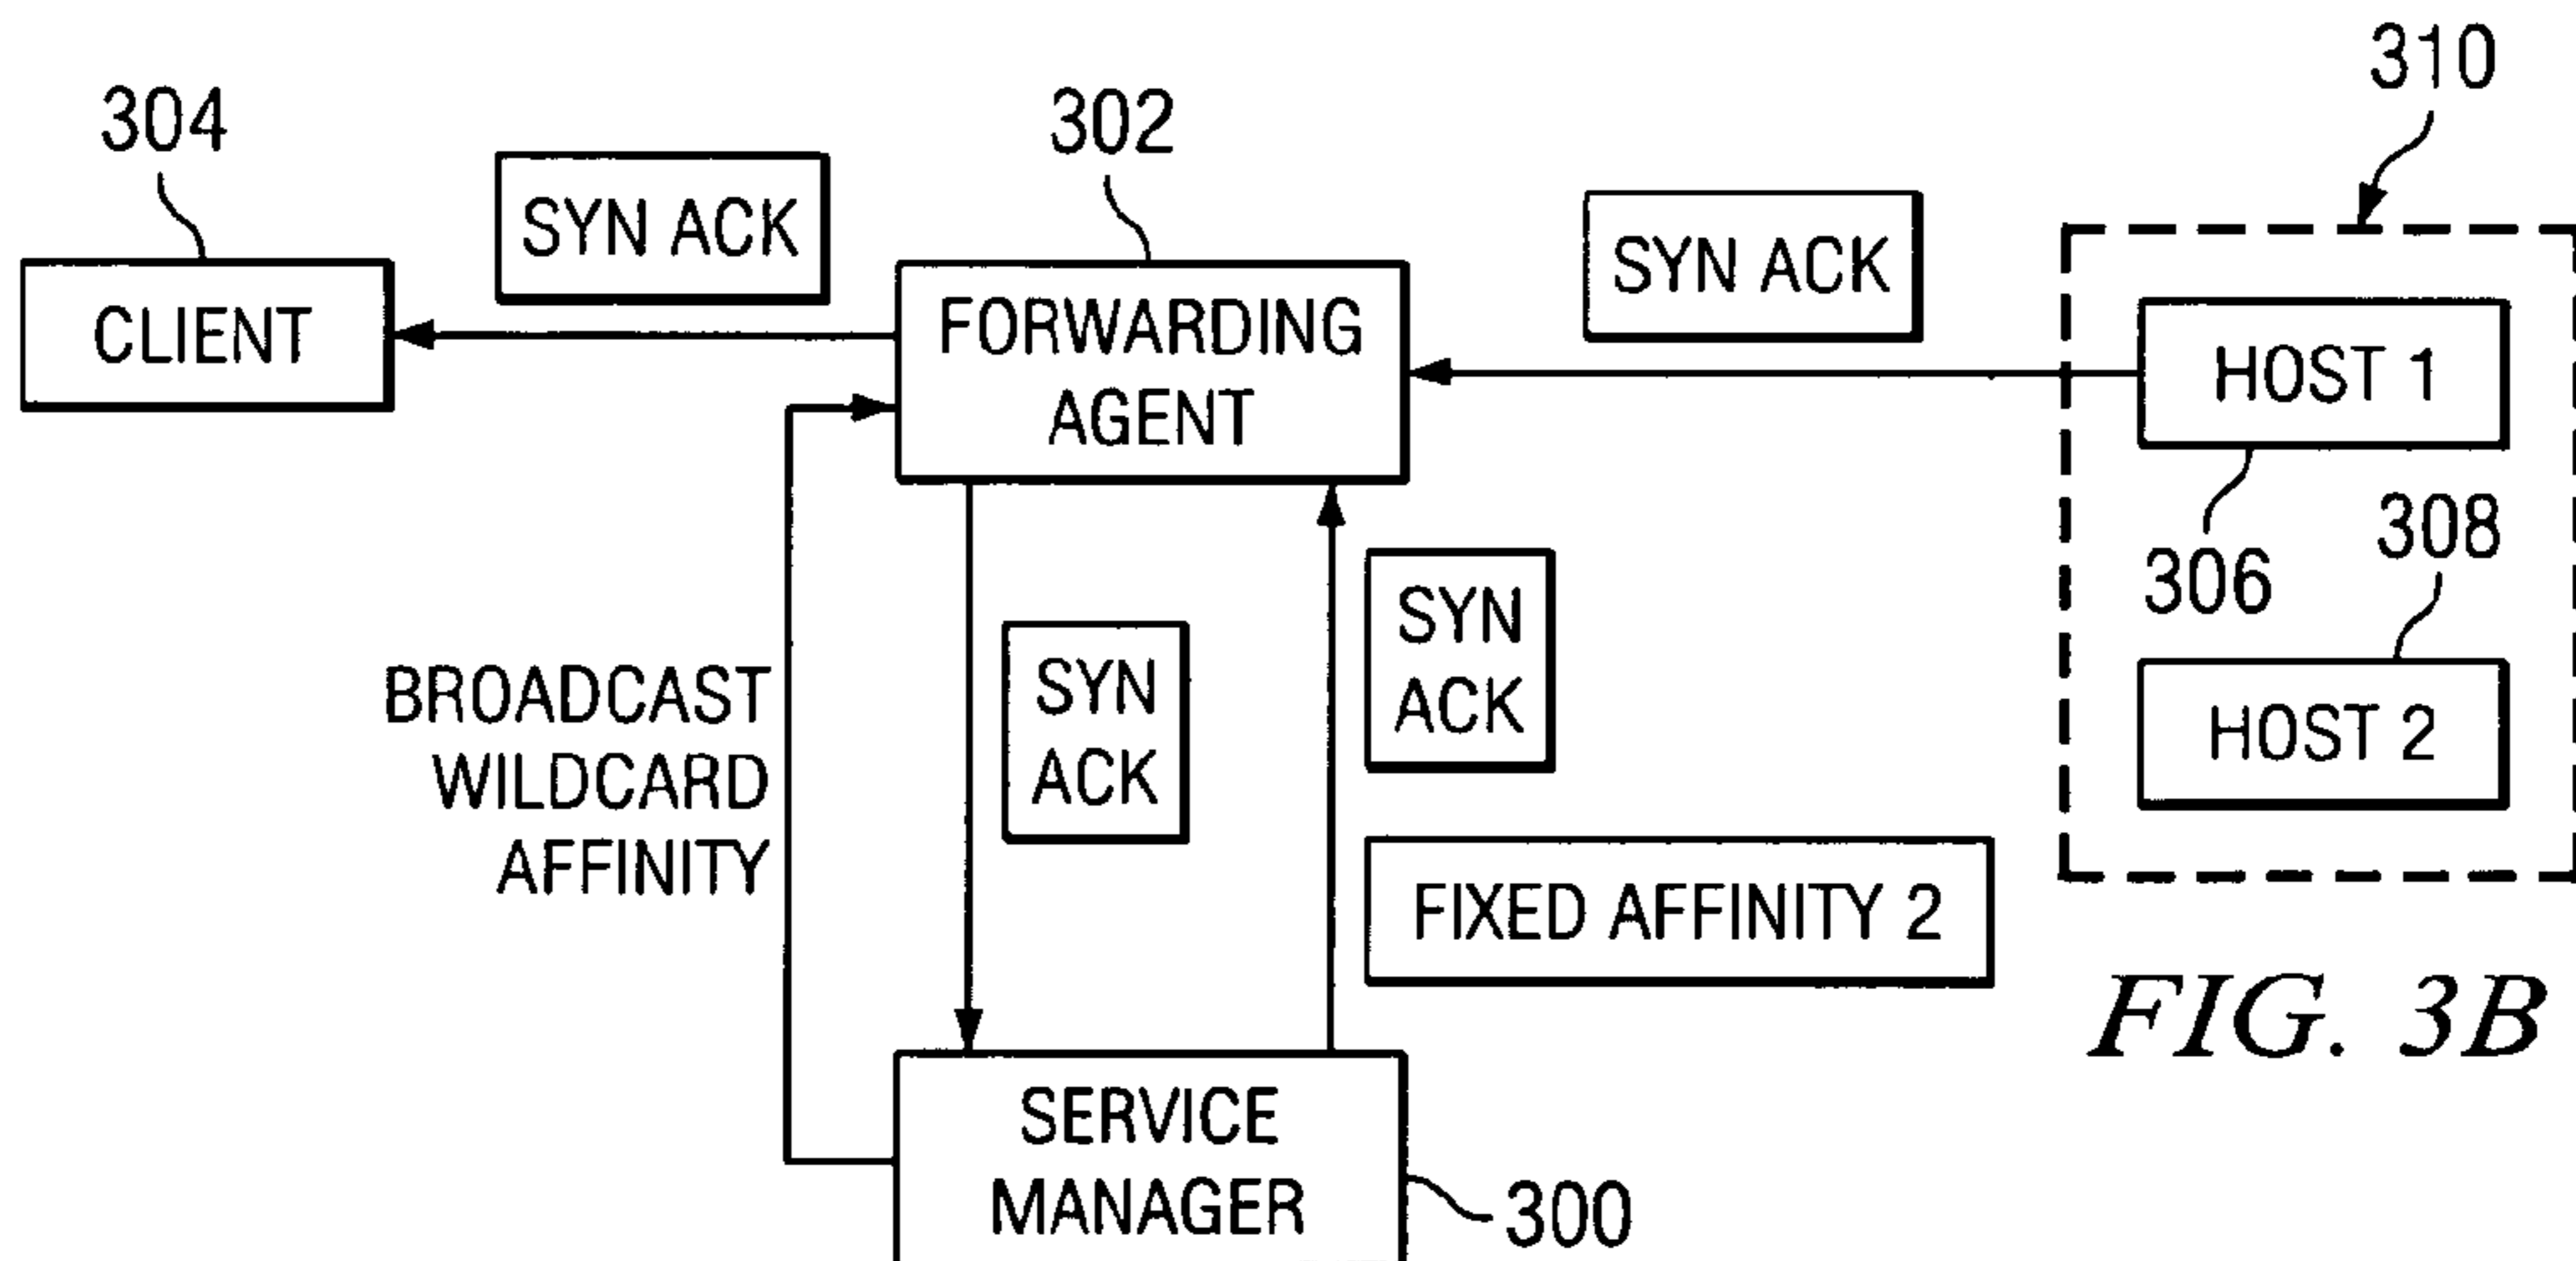 310
304
302
SYN ACK
SYN ACK
CLIENT
FORWARDING
AGENT
HOST 1
306
308
SYN
ACK
SYN
ACK
BROADCAST
WILDCARD
AFFINITY
HOST 2
FIXED AFFINITY 2
FIG. 3B
SERVICE
MANAGER
300